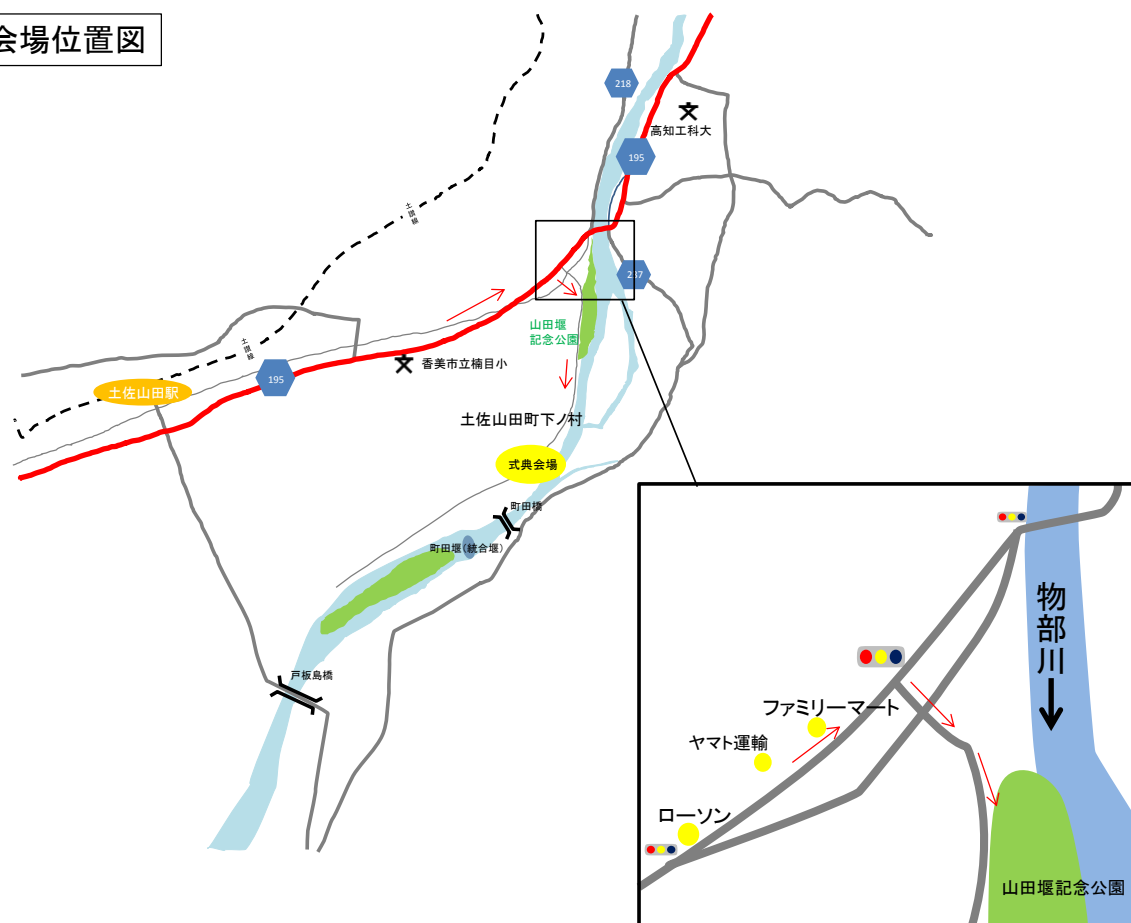 会場位置図
218
高知工科大
195
土讃線
237
山田堰
記念公園
土讃線
香美市立楠目小
195
土佐山田駅
土佐山田町下ノ村
式典会場
町田橋
町田堰(統合堰)
戸板島橋
物部川
ファミリーマート
ヤマト運輸
ローソン
山田堰記念公園